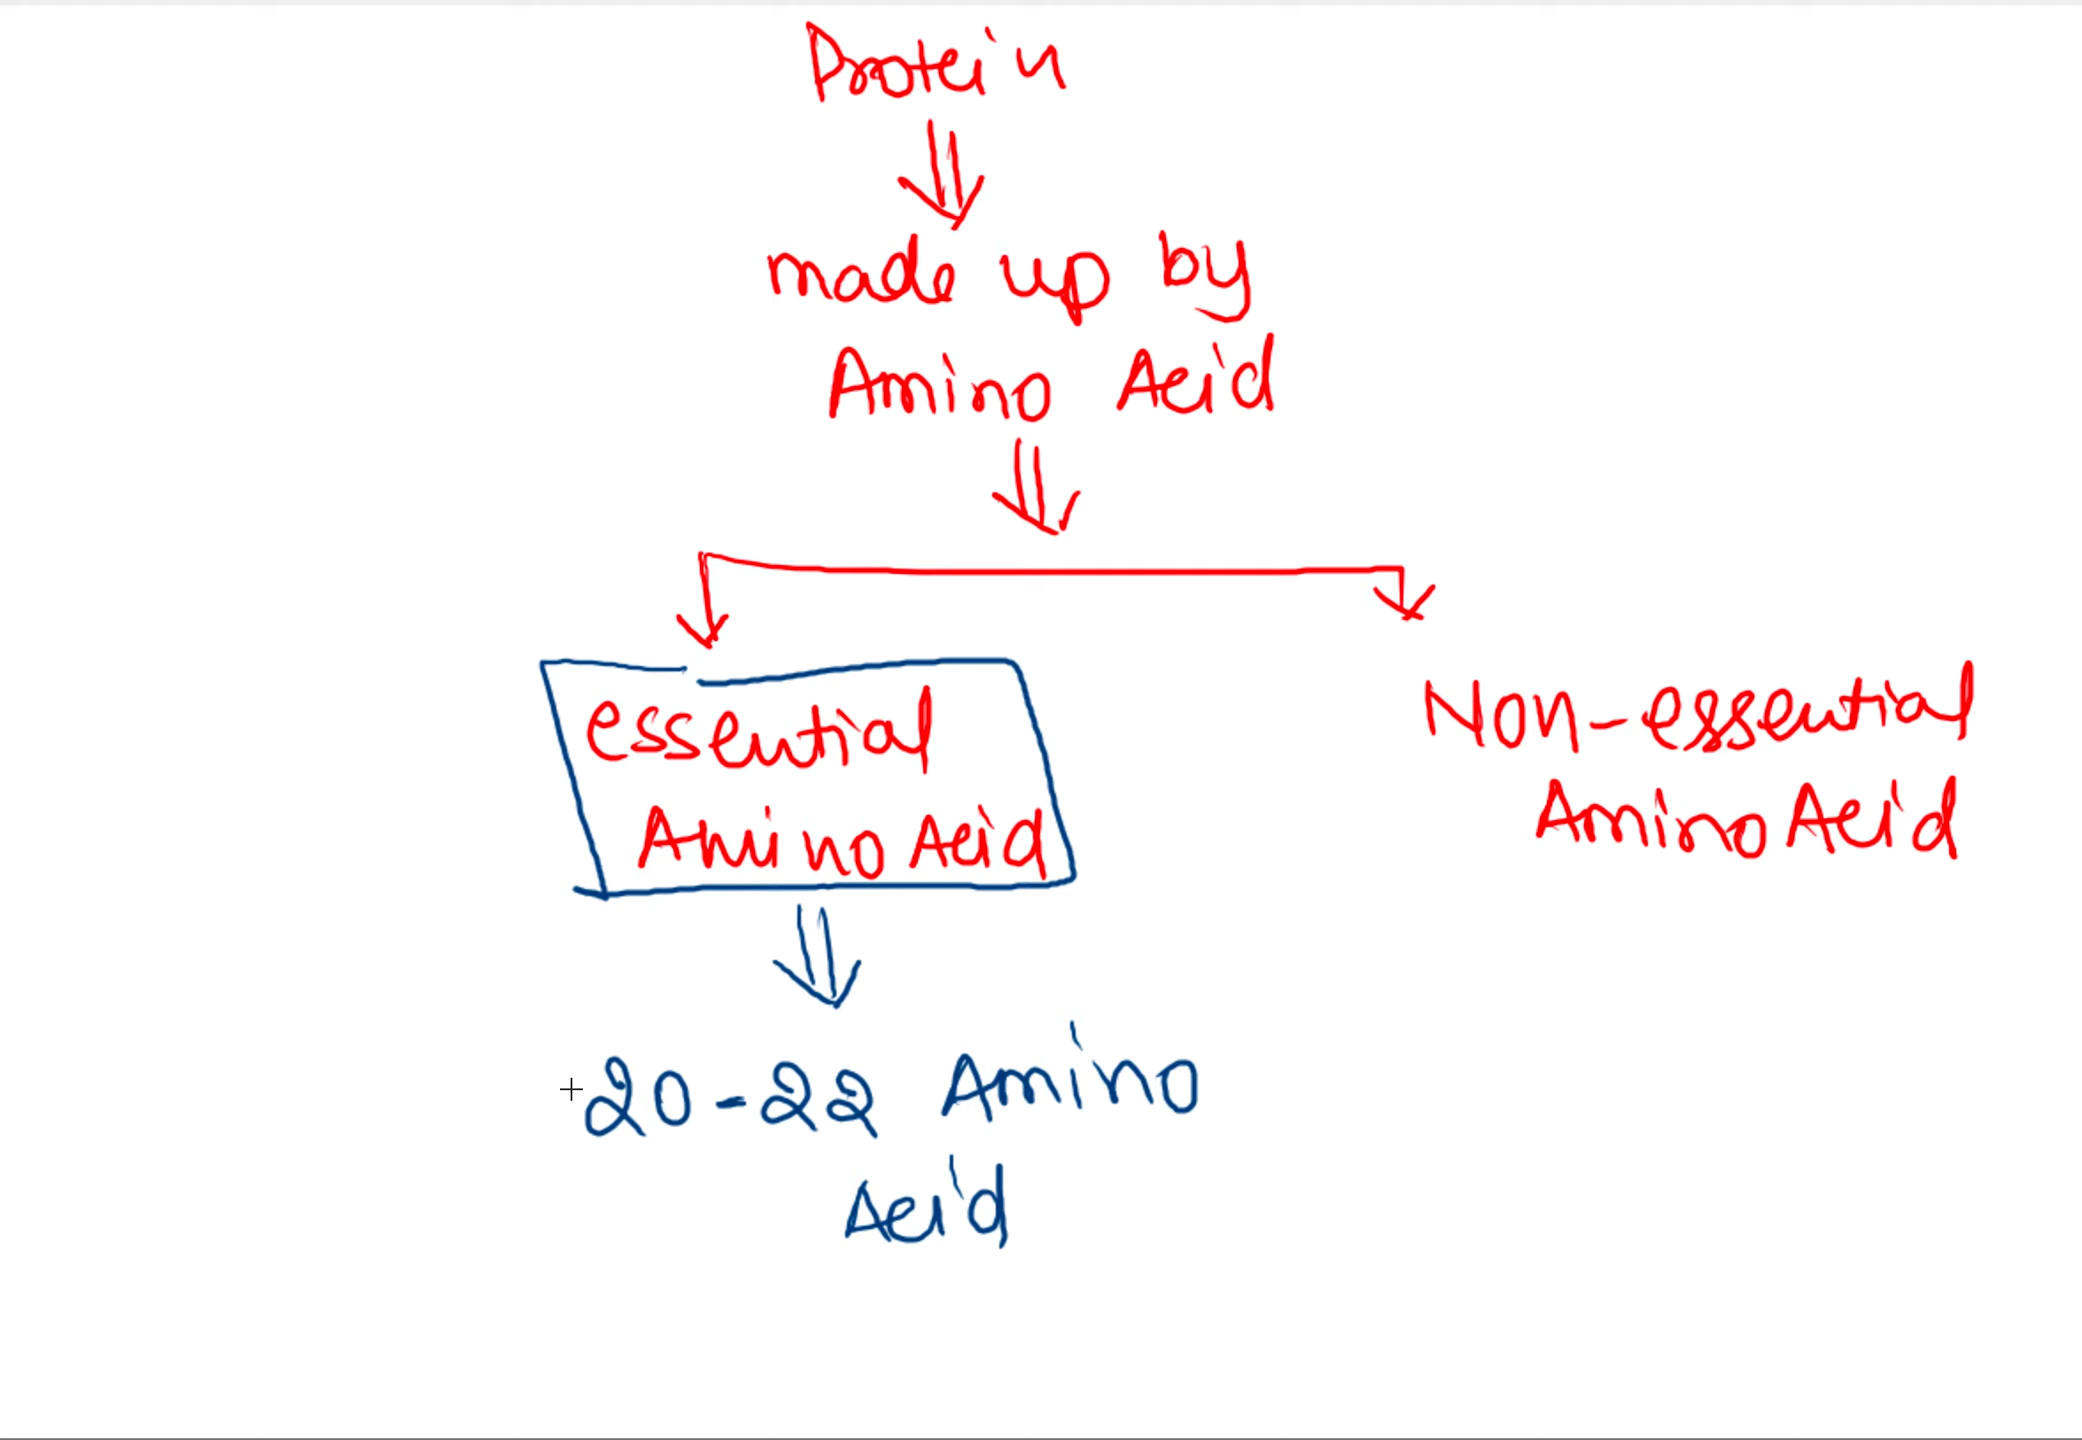 Protein
made up by
Amino Acid
essential
Amino Acid
Non-essential
Amino Acid
20-22 Amino
Acid